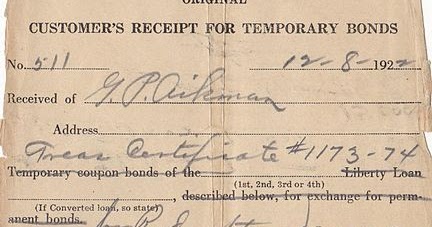 ORIGINAL
CUSTOMER'S RECEIPT FOR TEMPORARY BONDS
No. 511 12-8-1922
Received of G. P. Aikman
Address
Treas Certificate #1173-74
Temporary coupon bonds of the Liberty Loan
(1st, 2nd, 3rd or 4th)
, described below, for exchange for perm-
(If Converted loan, so state)
anent bonds.